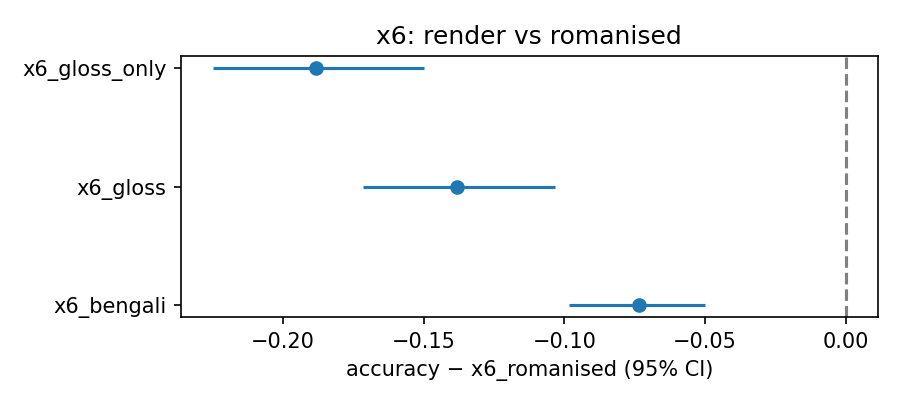 x6: render vs romanised
x6_gloss_only
x6_gloss
x6_bengali
−0.20 −0.15 −0.10 −0.05 0.00
accuracy − x6_romanised (95% CI)